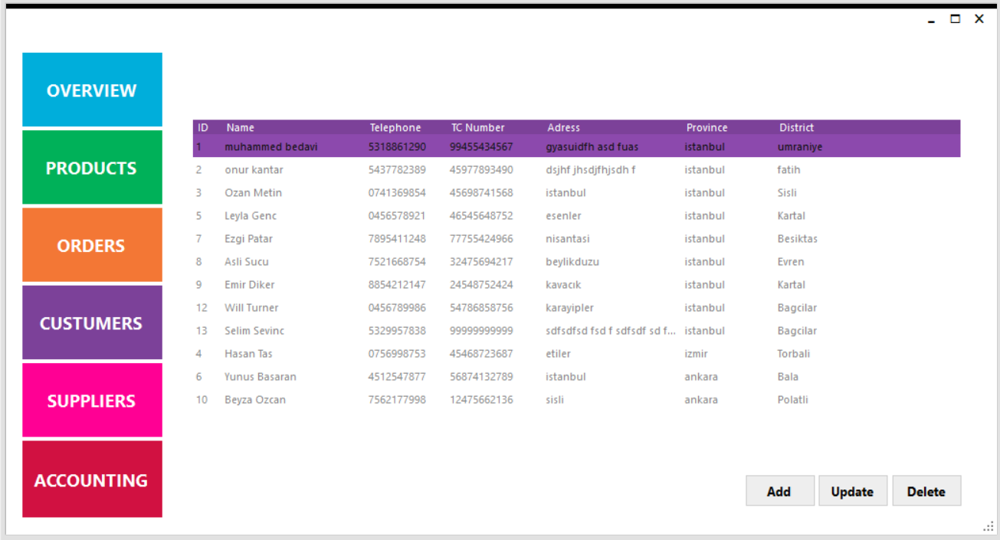 OVERVIEW
PRODUCTS
ORDERS
CUSTUMERS
SUPPLIERS
ACCOUNTING
ID Name Telephone TC Number Adress Province District
1 muhammed bedavi 5318861290 99455434567 gyasuidfh asd fuas istanbul umraniye
2 onur kantar 5437782389 45977893490 dsjhf jhsdjfhjsdh f istanbul fatih
3 Ozan Metin 0741369854 45698741568 istanbul istanbul Sisli
5 Leyla Genc 0456578921 46545648752 esenler istanbul Kartal
7 Ezgi Patar 7895411248 77755424966 nisantasi istanbul Besiktas
8 Asli Sucu 7521668754 32475694217 beylikduzu istanbul Evren
9 Emir Diker 8854212147 24548752424 kavacık istanbul Kartal
12 Will Turner 0456789986 54786858756 karayipler istanbul Bagcilar
13 Selim Sevinc 5329957838 99999999999 sdfsdfsd fsd f sdfsdf sd f... istanbul Bagcilar
4 Hasan Tas 0756998753 45468723687 etiler izmir Torbali
6 Yunus Basaran 4512547877 56874132789 istanbul ankara Bala
10 Beyza Ozcan 7562177998 12475662136 sisli ankara Polatli
Add Update Delete